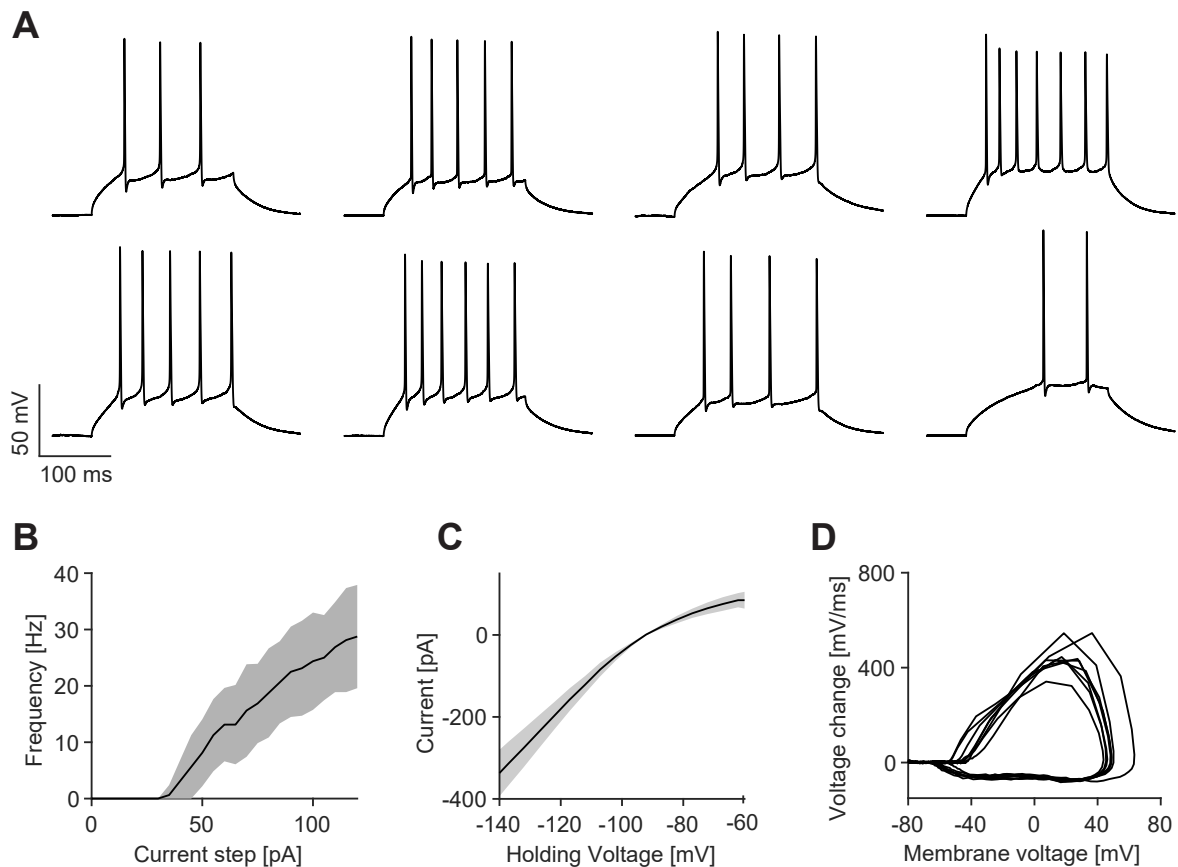 A
50 mV
100 ms
B
C
D
40
30
20
10
0
Frequency [Hz]
0
50
100
Current step [pA]
0
-200
-400
Current [pA]
-140
-120
-100
-80
-60
Holding Voltage [mV]
800
400
0
Voltage change [mV/ms]
-80
-40
0
40
80
Membrane voltage [mV]